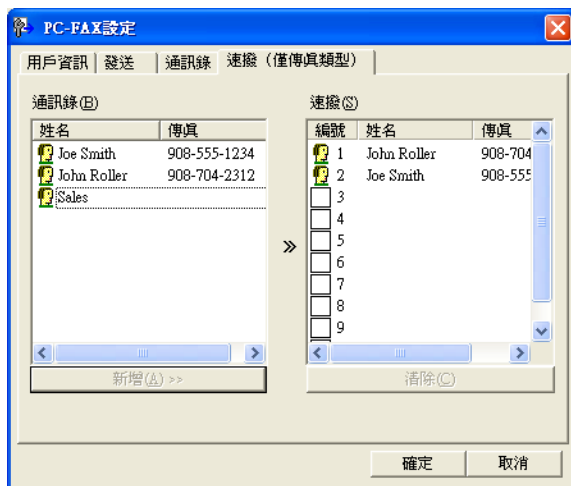 PC-FAX設定
用戶資訊 發送 通訊錄 速撥（僅傳真類型）
通訊錄(B) 速撥(S)
姓名 傳真 編號 姓名 傳真
Joe Smith 908-555-1234 1 John Roller 908-704
John Roller 908-704-2312 2 Joe Smith 908-555
Sales 3
4
5
6
7
8
9
新增(A) >> 清除(C)
確定 取消